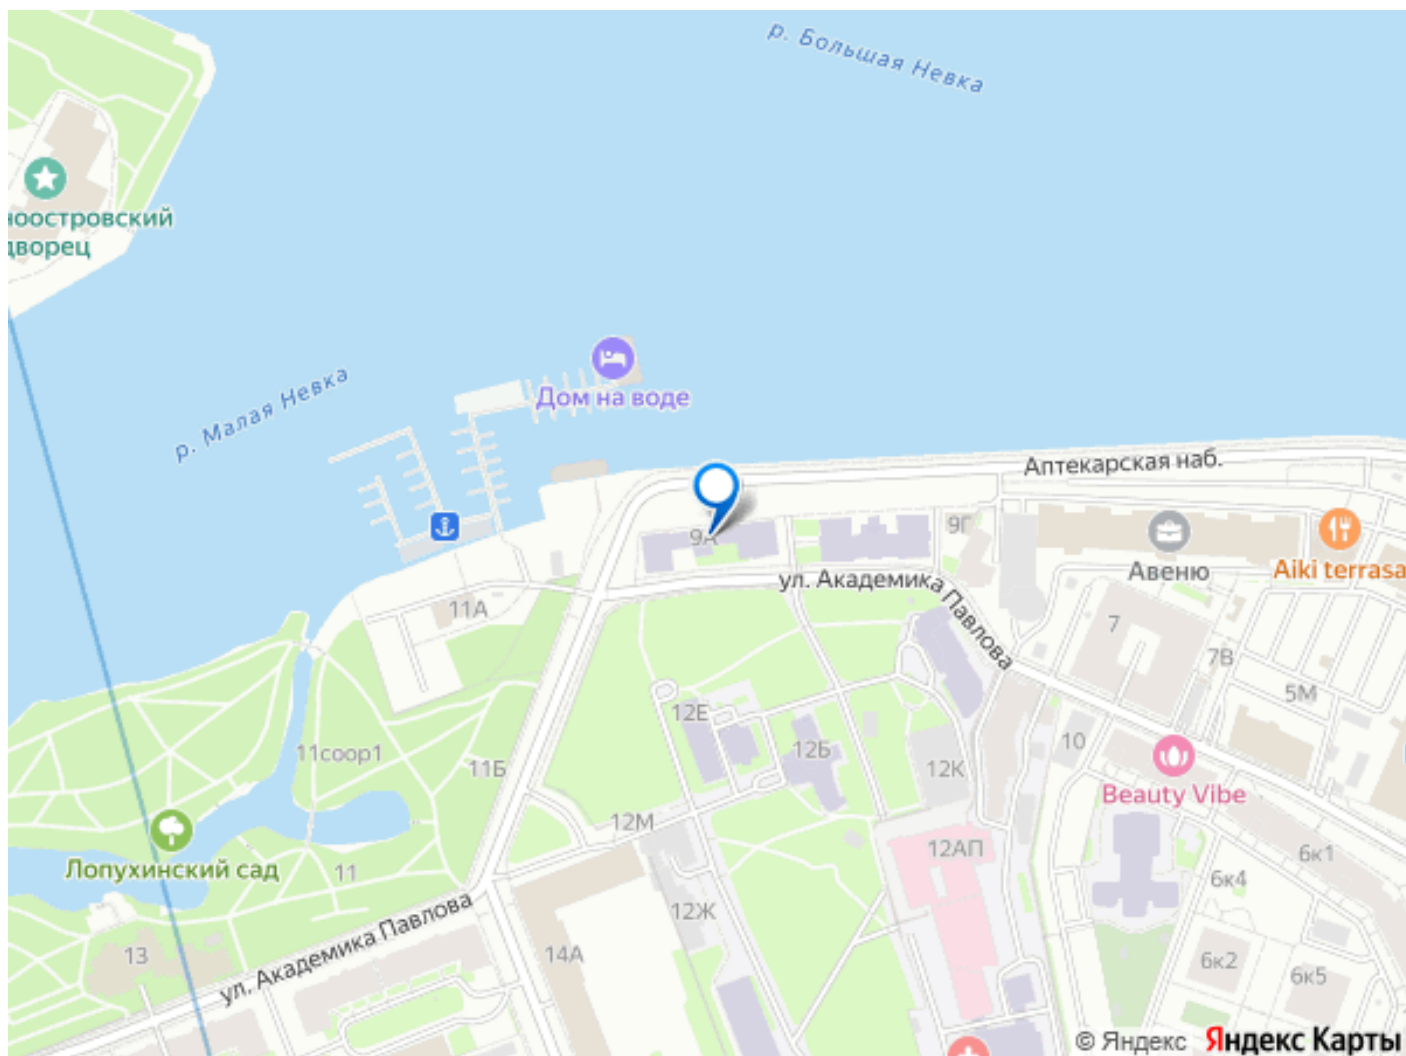 р. Большая Невка
ноостровский
дворец
р. Малая Невка
Дом на воде
Аптекарская наб.
9А
9Г
Авеню
Aiki terrasa
ул. Академика Павлова
11А
7
7В
5М
12Е
12Б
11соор1
11Б
10
12К
Beauty Vibe
12М
Лопухинский сад
11
12АП
6к1
6к4
12Ж
ул. Академика Павлова
13
14А
6к2
6к5
© Яндекс Яндекс Карты